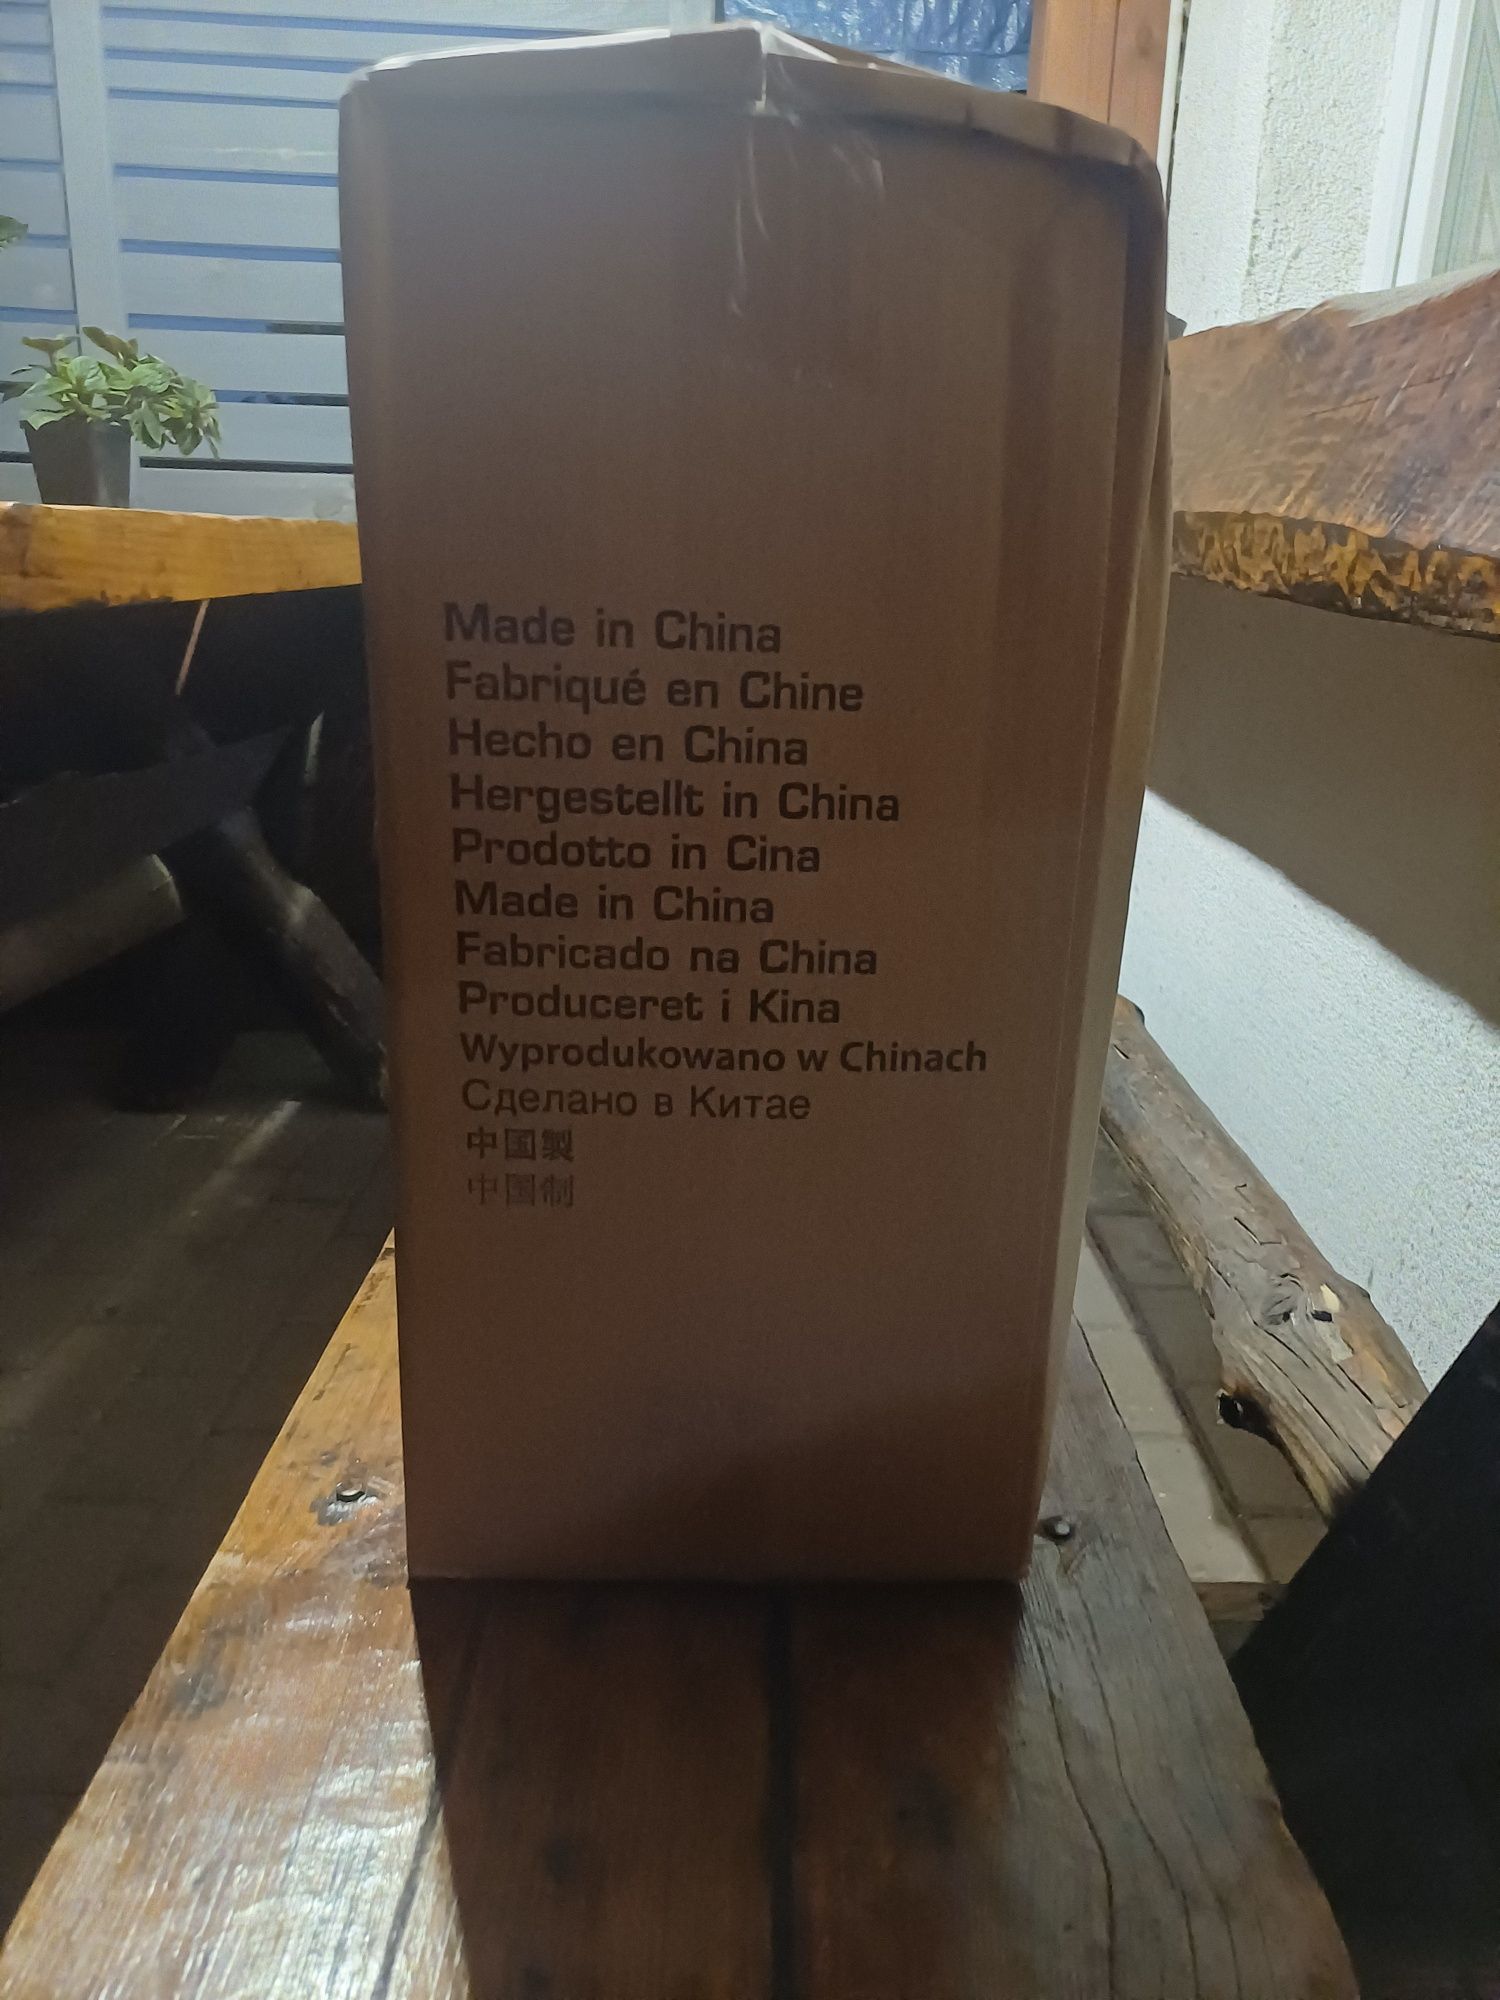 Made in China
Fabriqué en Chine
Hecho en China
Hergestellt in China
Prodotto in Cina
Made in China
Fabricado na China
Produceret i Kina
Wyprodukowano w Chinach
Сделано в Китае
中国製
中国制